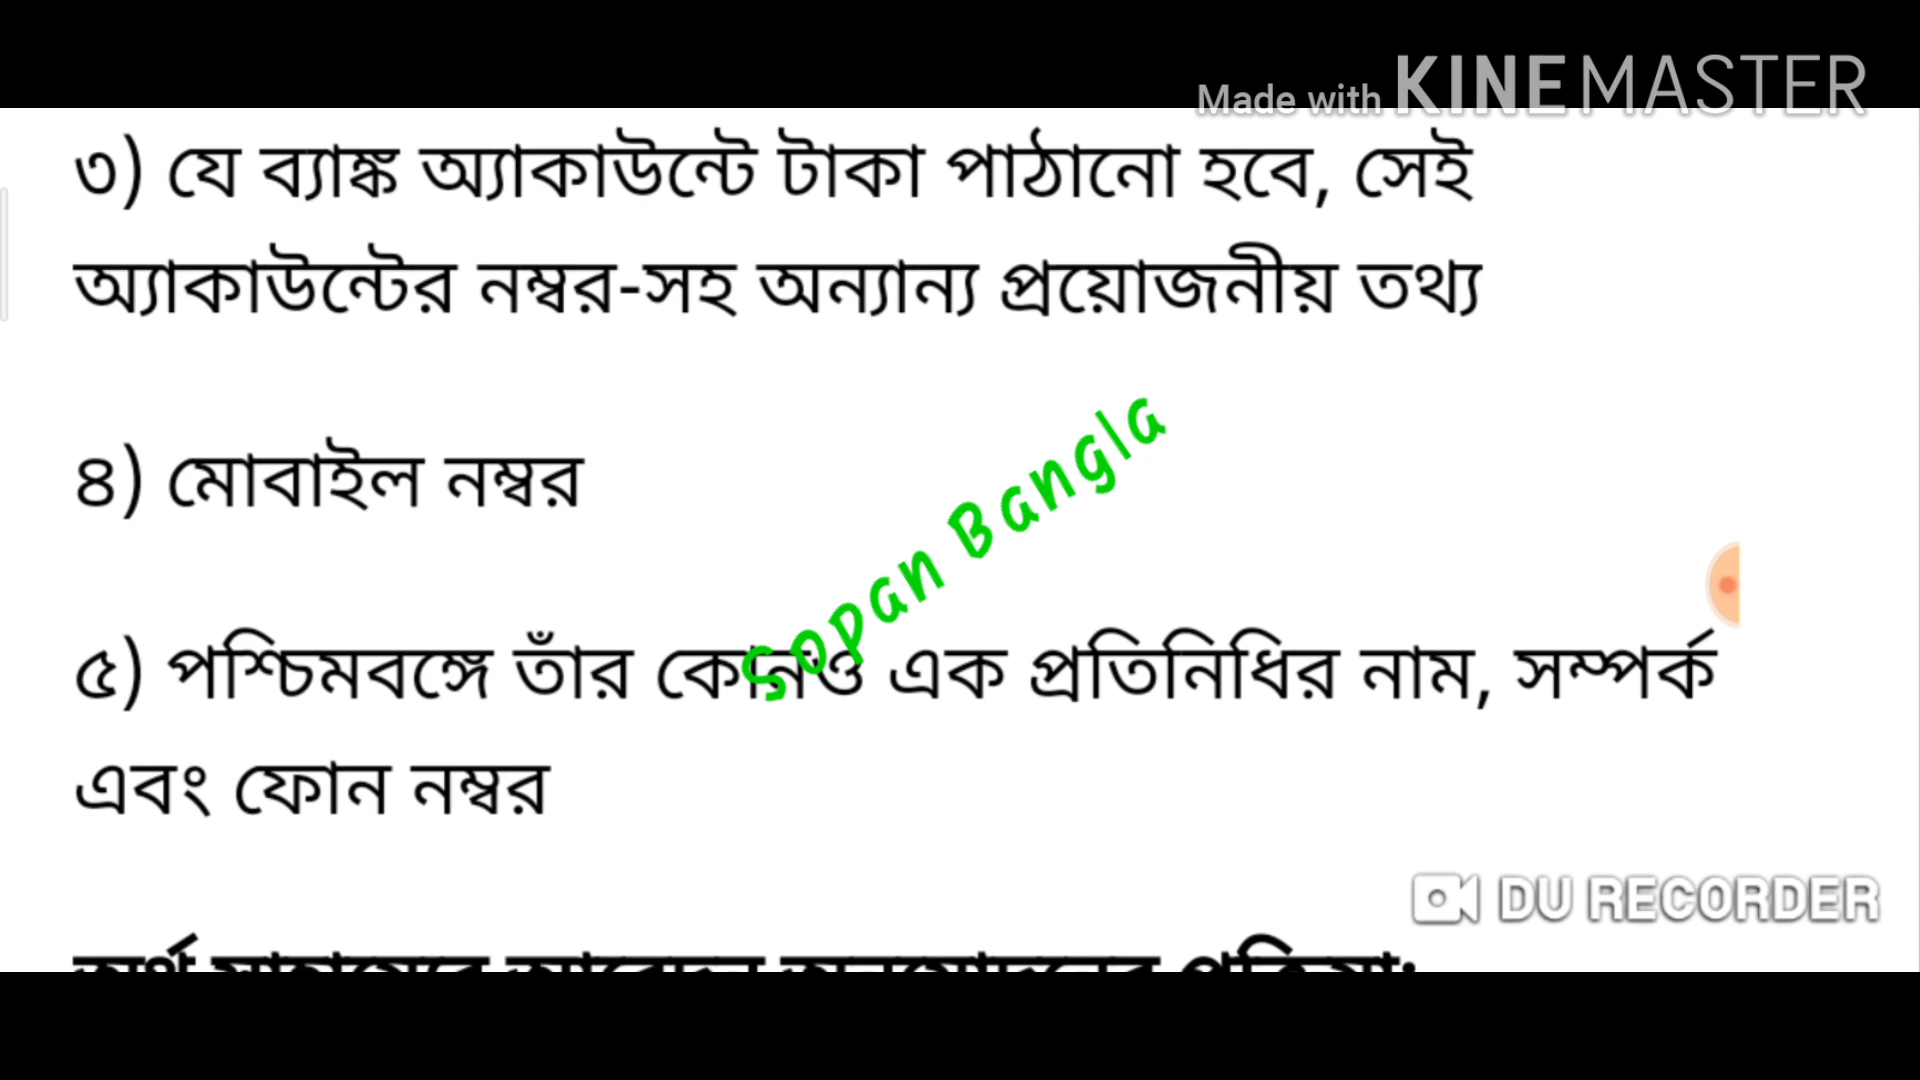 Made with KINEMASTER
৩) যে ব্যাঙ্ক অ্যাকাউন্টে টাকা পাঠানো হবে, সেই
অ্যাকাউন্টের নম্বর-সহ অন্যান্য প্রয়োজনীয় তথ্য
৪) মোবাইল নম্বর
Sopan Bangla
৫) পশ্চিমবঙ্গে তাঁর কোনও এক প্রতিনিধির নাম, সম্পর্ক
এবং ফোন নম্বর
DU RECORDER